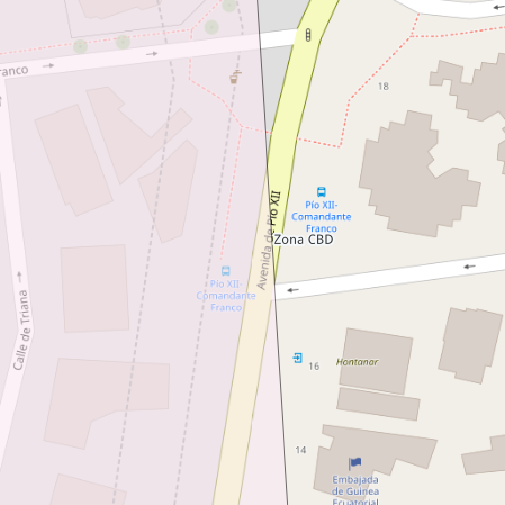 ranco
18
Pío XII-
Comandante
Franco
Avenida de Pío XII
Zona CBD
Pío XII-
Comandante
Franco
Calle de Triana
16
Hontanar
14
Embajada
de Guinea
Ecuatorial